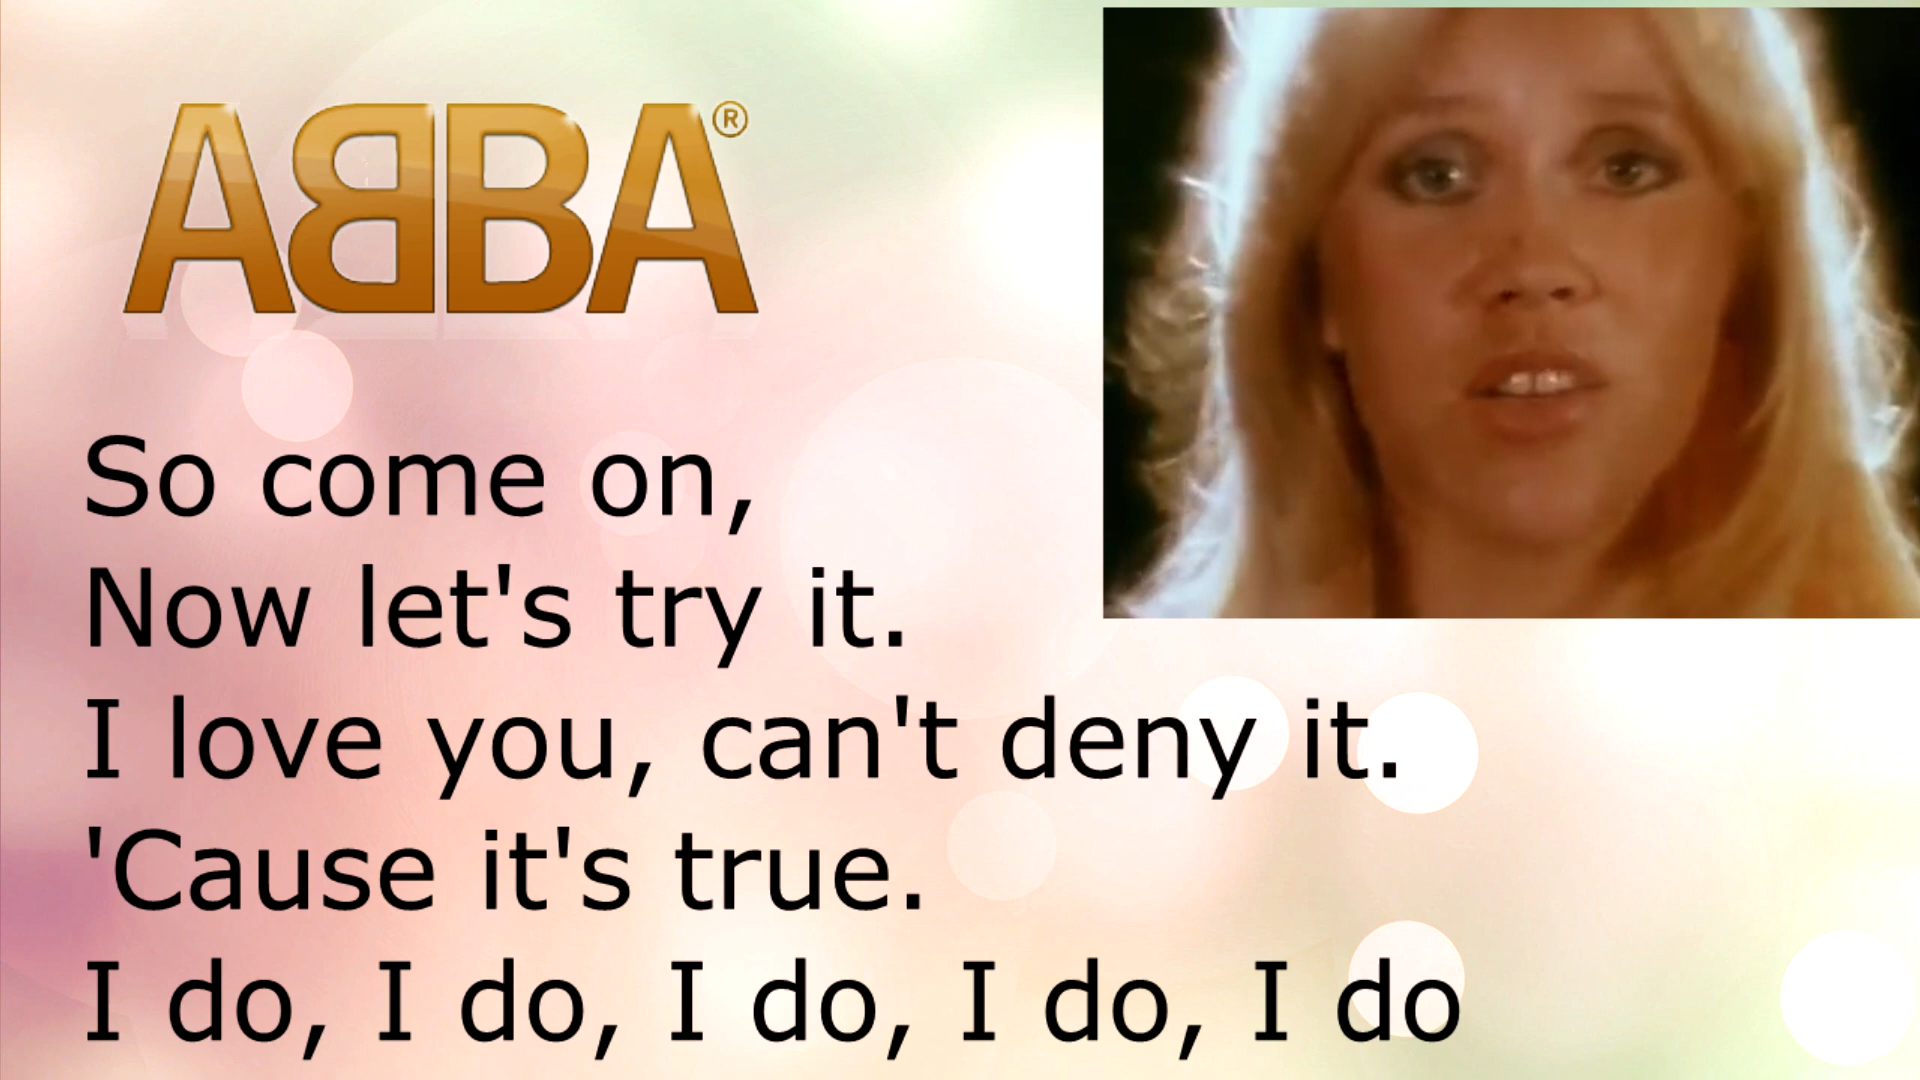 ABBA®
So come on,
Now let's try it.
I love you, can't deny it.
'Cause it's true.
I do, I do, I do, I do, I do